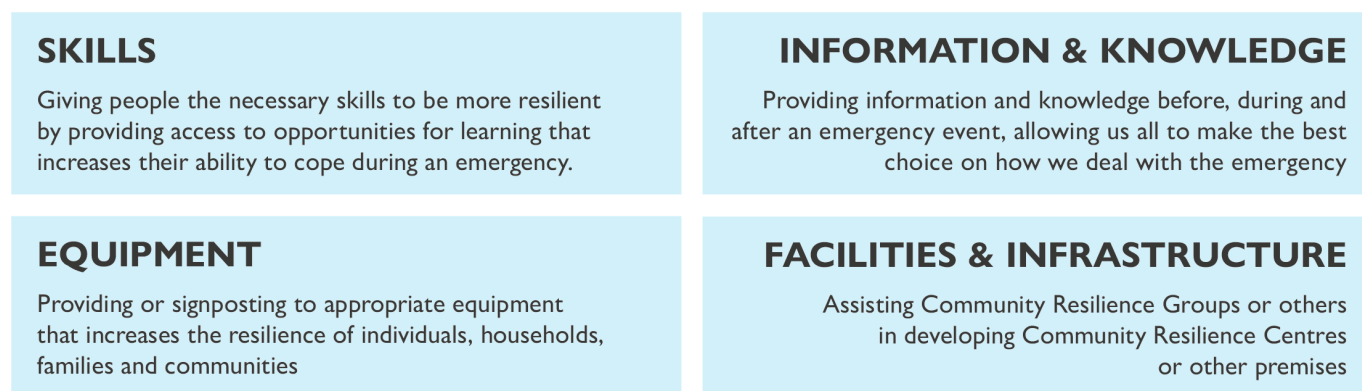 SKILLS
Giving people the necessary skills to be more resilient
by providing access to opportunities for learning that
increases their ability to cope during an emergency.
INFORMATION & KNOWLEDGE
Providing information and knowledge before, during and
after an emergency event, allowing us all to make the best
choice on how we deal with the emergency
EQUIPMENT
Providing or signposting to appropriate equipment
that increases the resilience of individuals, households,
families and communities
FACILITIES & INFRASTRUCTURE
Assisting Community Resilience Groups or others
in developing Community Resilience Centres
or other premises